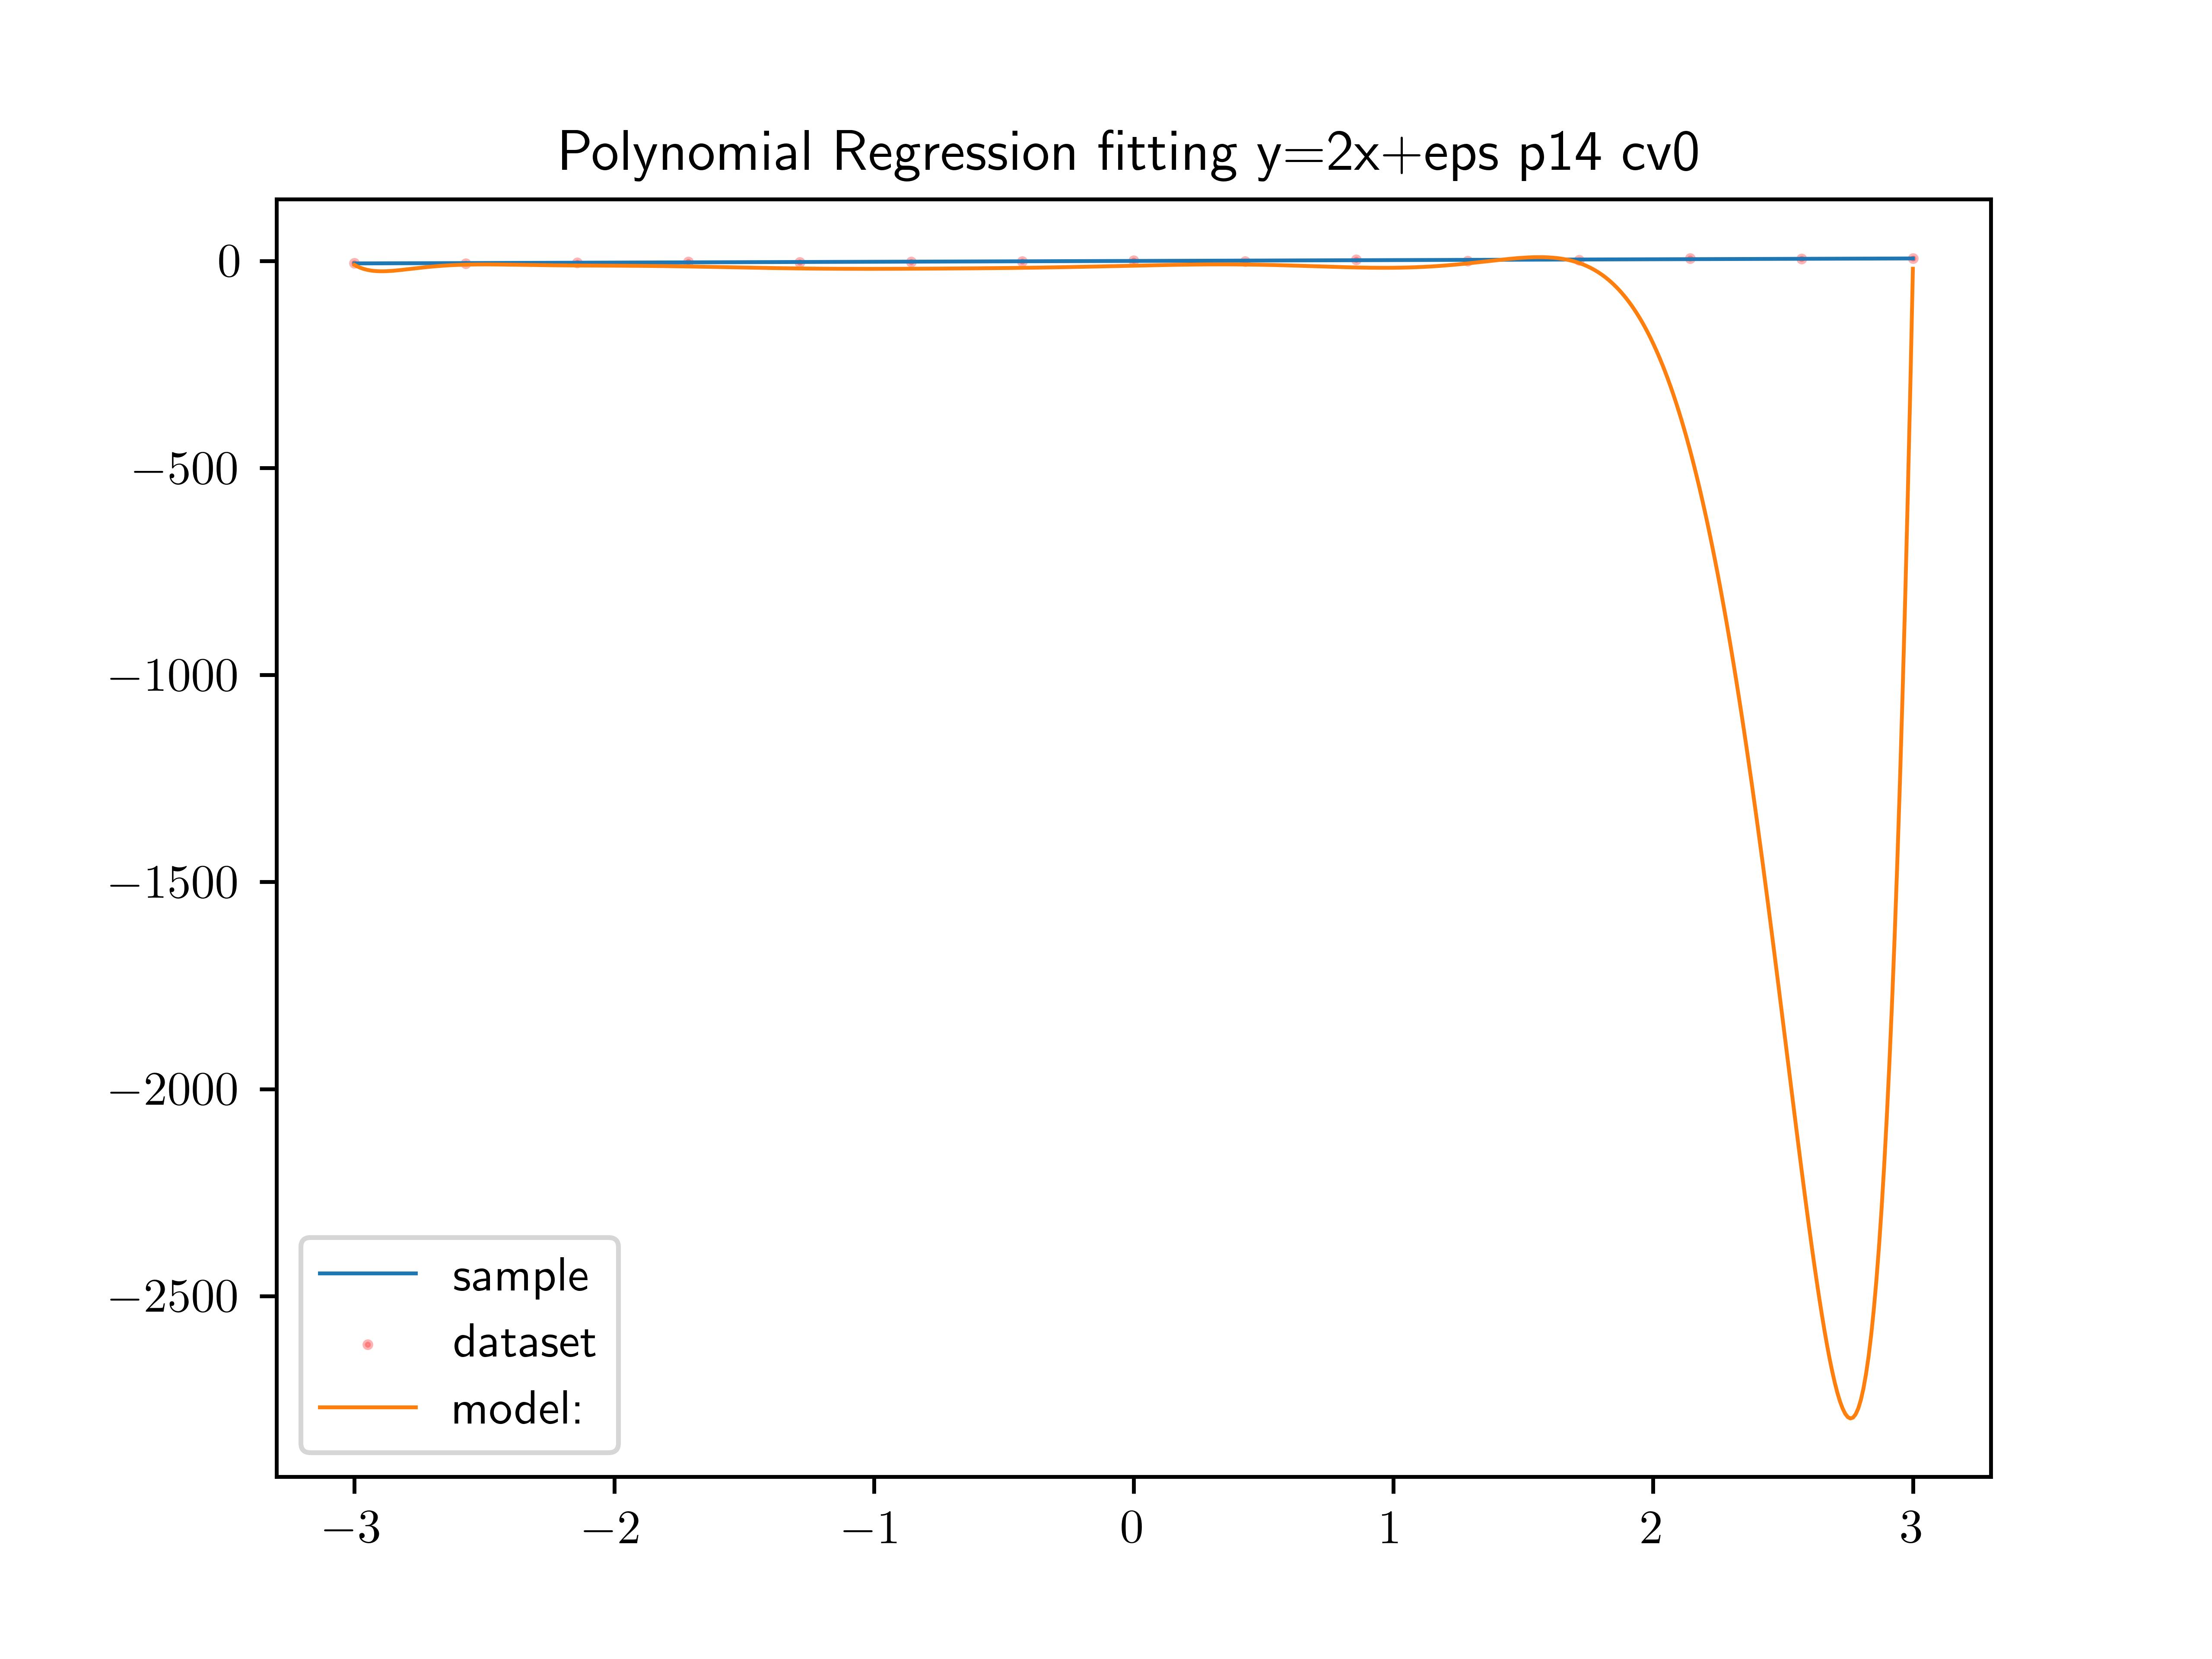 Polynomial Regression fitting y=2x+eps p14 cv0
0
−500
−1000
−1500
−2000
−2500
sample
dataset
model:
−3 −2 −1 0 1 2 3